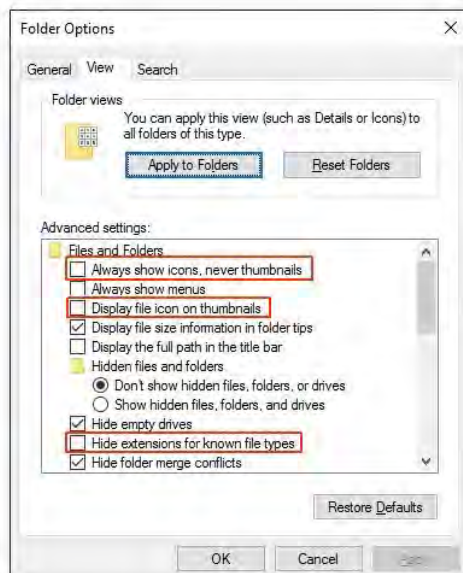 Folder Options
General View Search
Folder views
You can apply this view (such as Details or Icons) to
all folders of this type.
Apply to Folders Reset Folders
Advanced settings:
Files and Folders
Always show icons, never thumbnails
Always show menus
Display file icon on thumbnails
Display file size information in folder tips
Display the full path in the title bar
Hidden files and folders
Don't show hidden files, folders, or drives
Show hidden files, folders, and drives
Hide empty drives
Hide extensions for known file types
Hide folder merge conflicts
Restore Defaults
OK Cancel